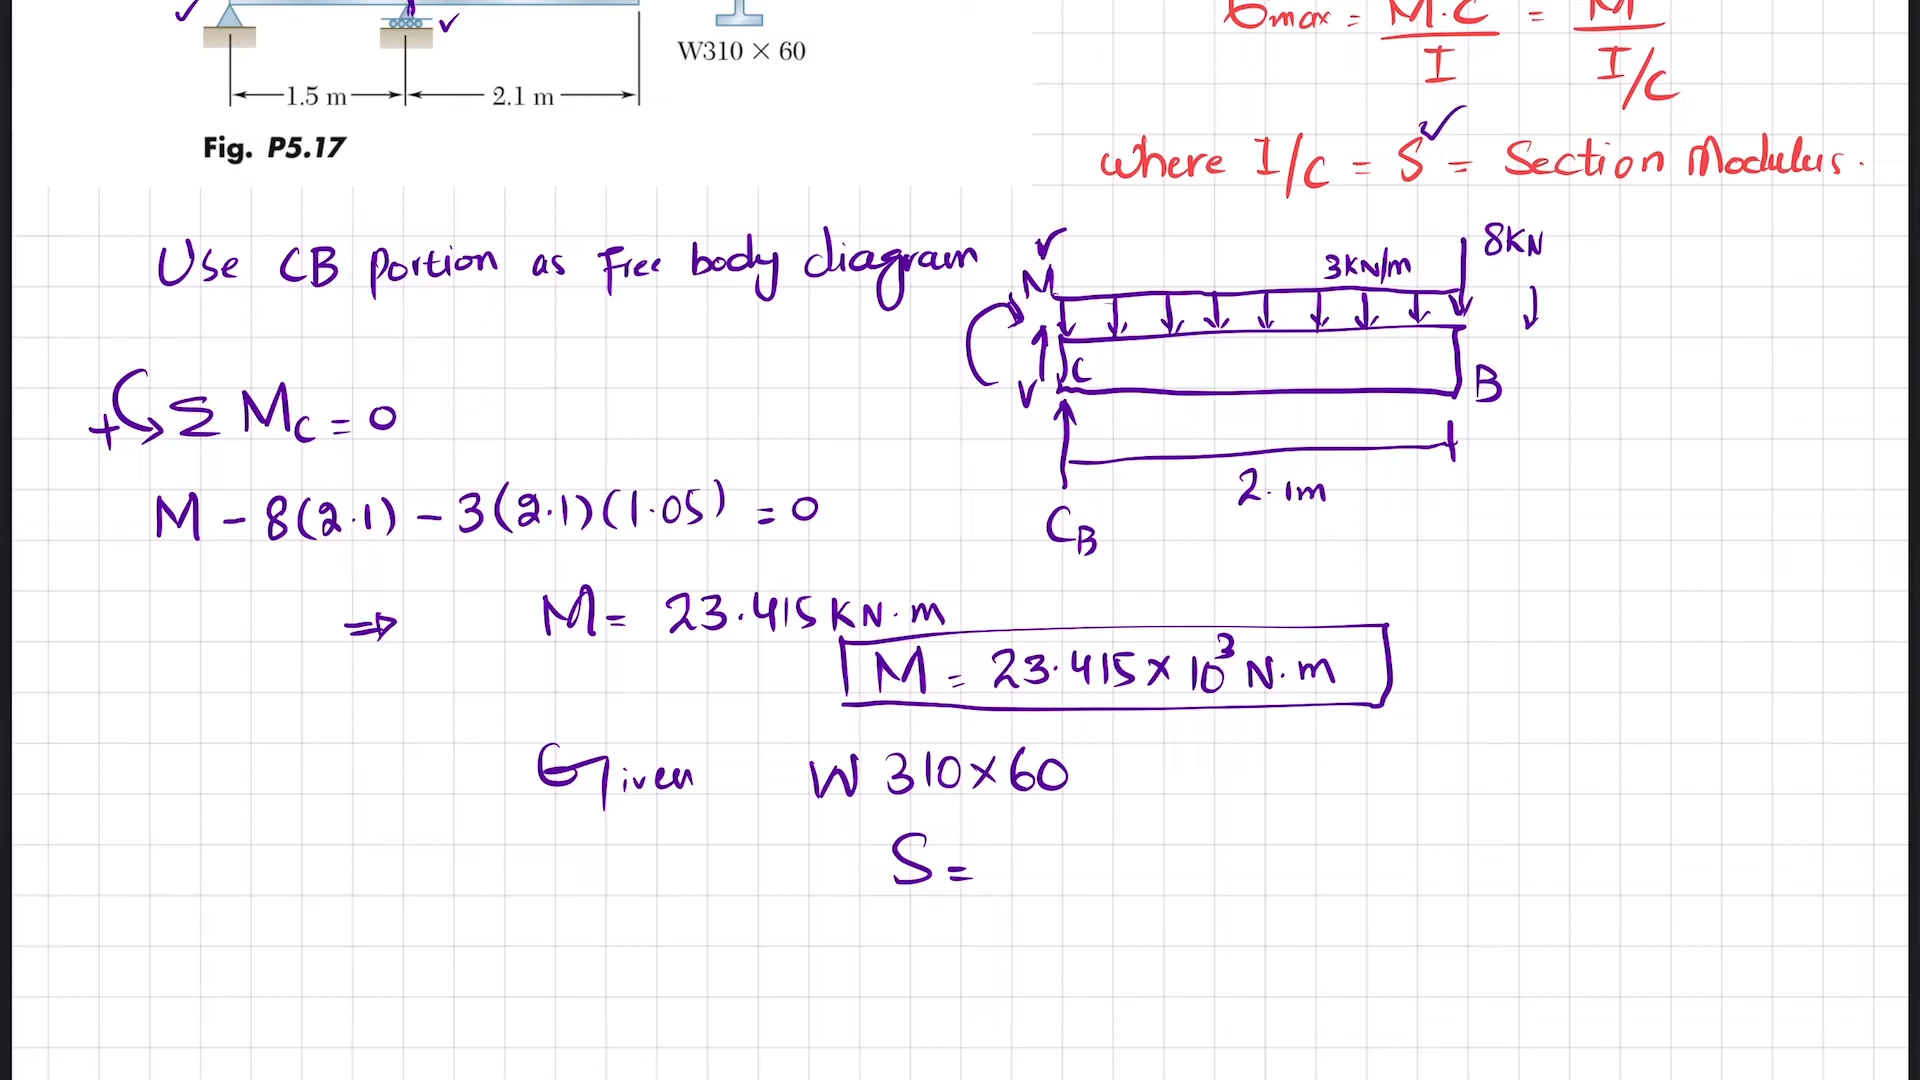 σmax = M·C / I = M / I/C
W310 × 60
1.5 m 2.1 m
Fig. P5.17
where I/C = S = Section Modulus.
Use CB Portion as Free body diagram
M 3KN/m 8KN
V C B
+ Σ MC = 0
2.1m
M - 8(2.1) - 3(2.1)(1.05) = 0
CB
⇒ M = 23.415 KN.m
M = 23.415 × 10³ N.m
Given W 310×60
S =